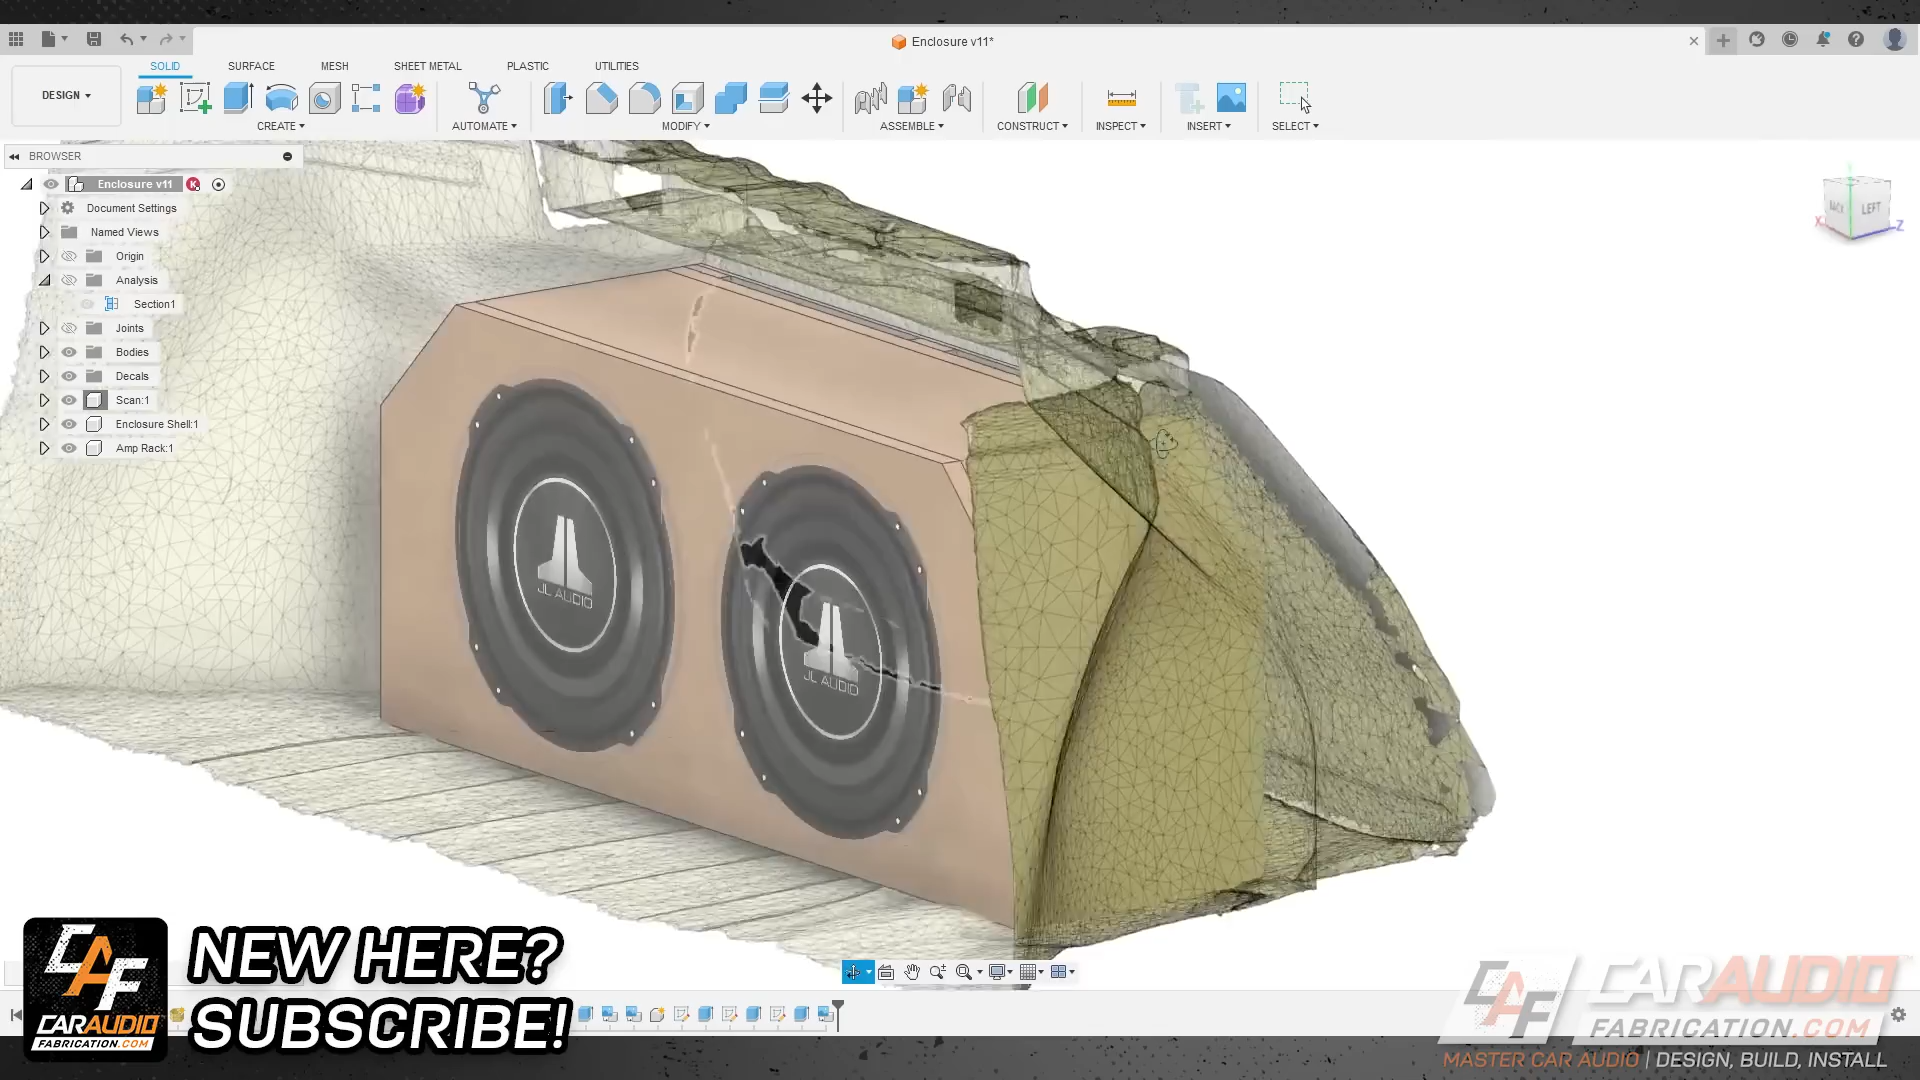 Enclosure v11*
SOLID SURFACE MESH SHEET METAL PLASTIC UTILITIES
DESIGN
CREATE AUTOMATE MODIFY ASSEMBLE CONSTRUCT INSPECT INSERT SELECT
BROWSER
Enclosure v11
Document Settings
Named Views
Origin
Analysis
Section1
Joints
Bodies
Decals
Scan:1
Enclosure Shell:1
Amp Rack:1
BACK LEFT
X Z
JL AUDIO
JL AUDIO
CAF
CARAUDIO
FABRICATION.COM
NEW HERE?
SUBSCRIBE!
CAF
CARAUDIO
FABRICATION.COM
MASTER CAR AUDIO | DESIGN, BUILD, INSTALL